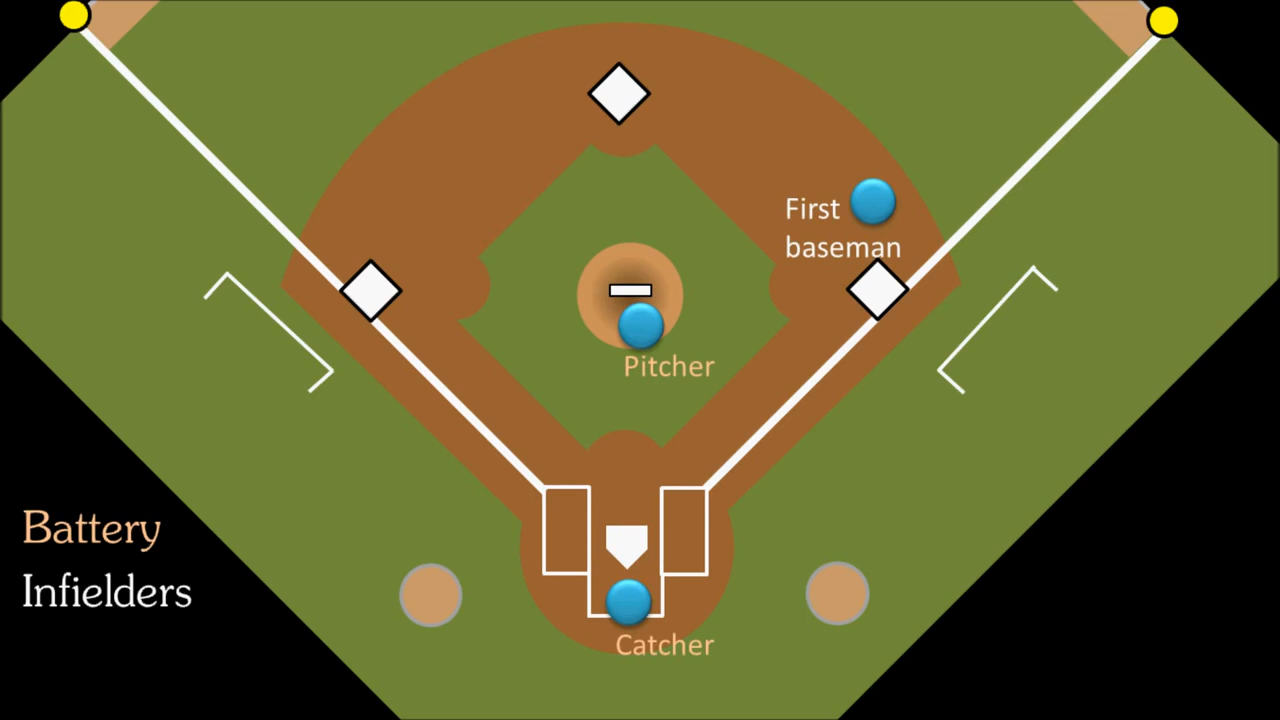 First
baseman
Pitcher
Battery
Infielders
Catcher